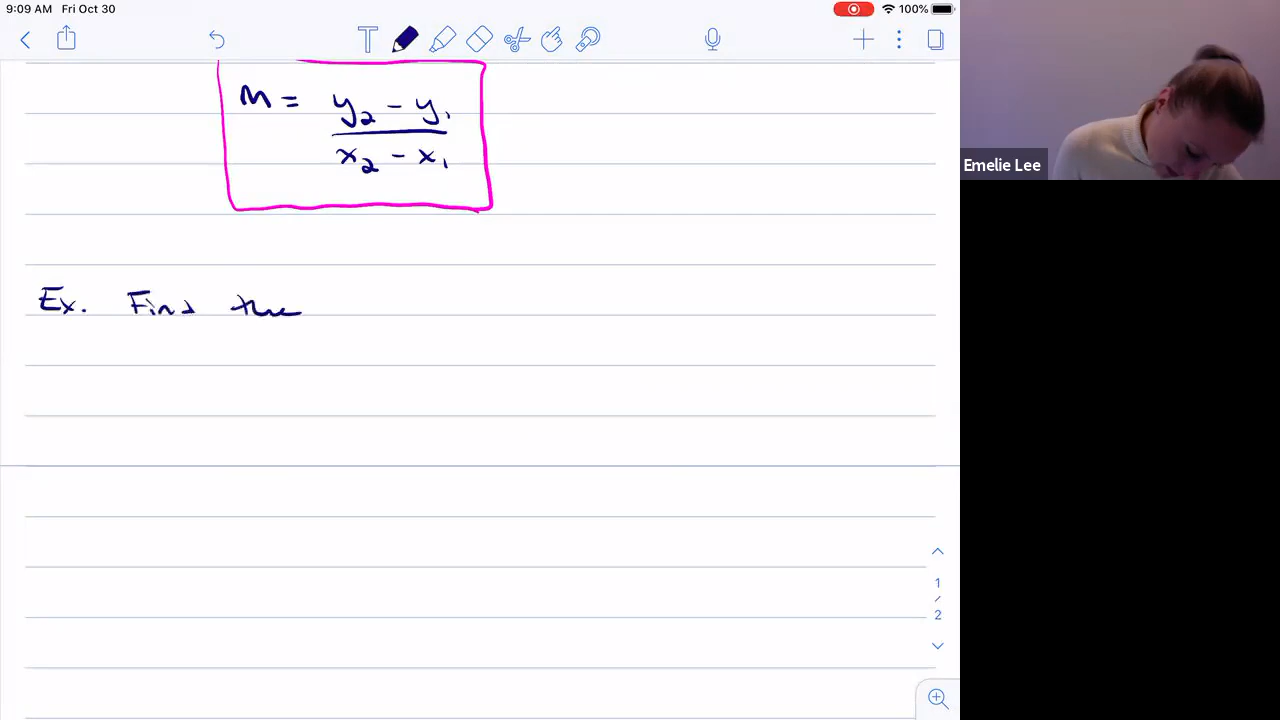 9:09 AM Fri Oct 30
100%
M = y₂ - y₁
x₂ - x₁
Emelie Lee
Ex. Find the
1
/
2